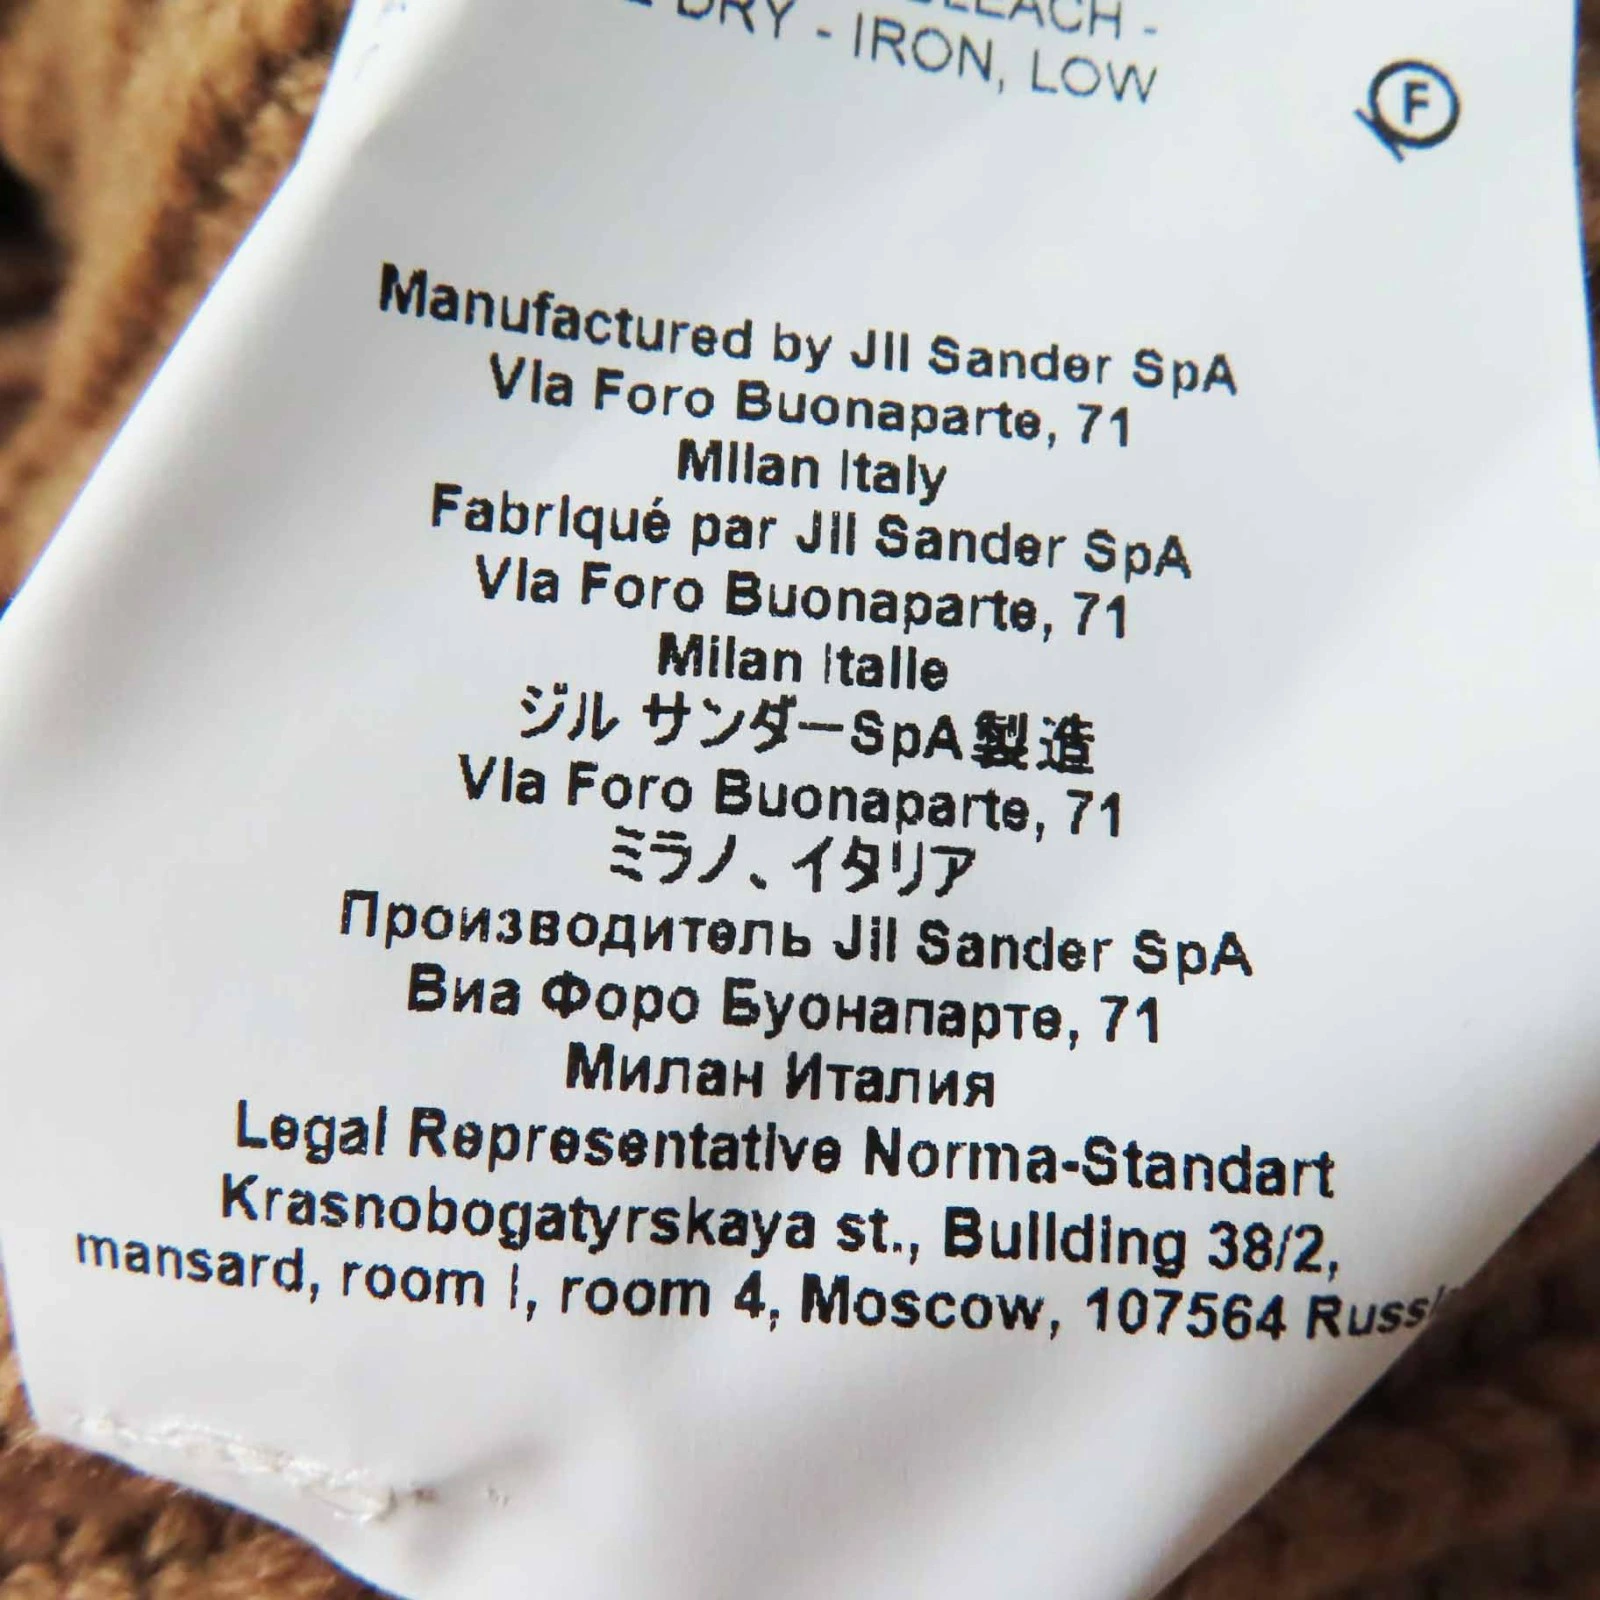 BLEACH -
DRY - IRON, LOW
F
Manufactured by Jil Sander SpA
Via Foro Buonaparte, 71
Milan Italy
Fabriqué par Jil Sander SpA
Via Foro Buonaparte, 71
Milan Italie
ジル サンダーSpA製造
Via Foro Buonaparte, 71
ミラノ、イタリア
Производитель Jil Sander SpA
Виа Форо Буонапарте, 71
Милан Италия
Legal Representative Norma-Standart
Krasnobogatyrskaya st., Building 38/2,
mansard, room I, room 4, Moscow, 107564 Russia